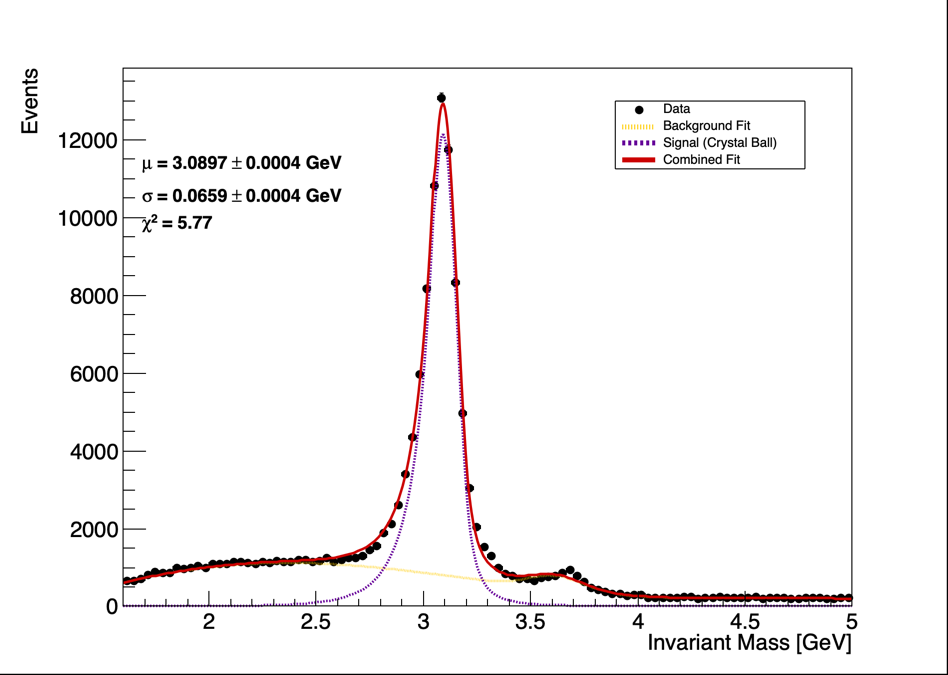 Events
12000
10000
8000
6000
4000
2000
0
μ = 3.0897 ± 0.0004 GeV
σ = 0.0659 ± 0.0004 GeV
χ² = 5.77
Data
Background Fit
Signal (Crystal Ball)
Combined Fit
2 2.5 3 3.5 4 4.5 5
Invariant Mass [GeV]